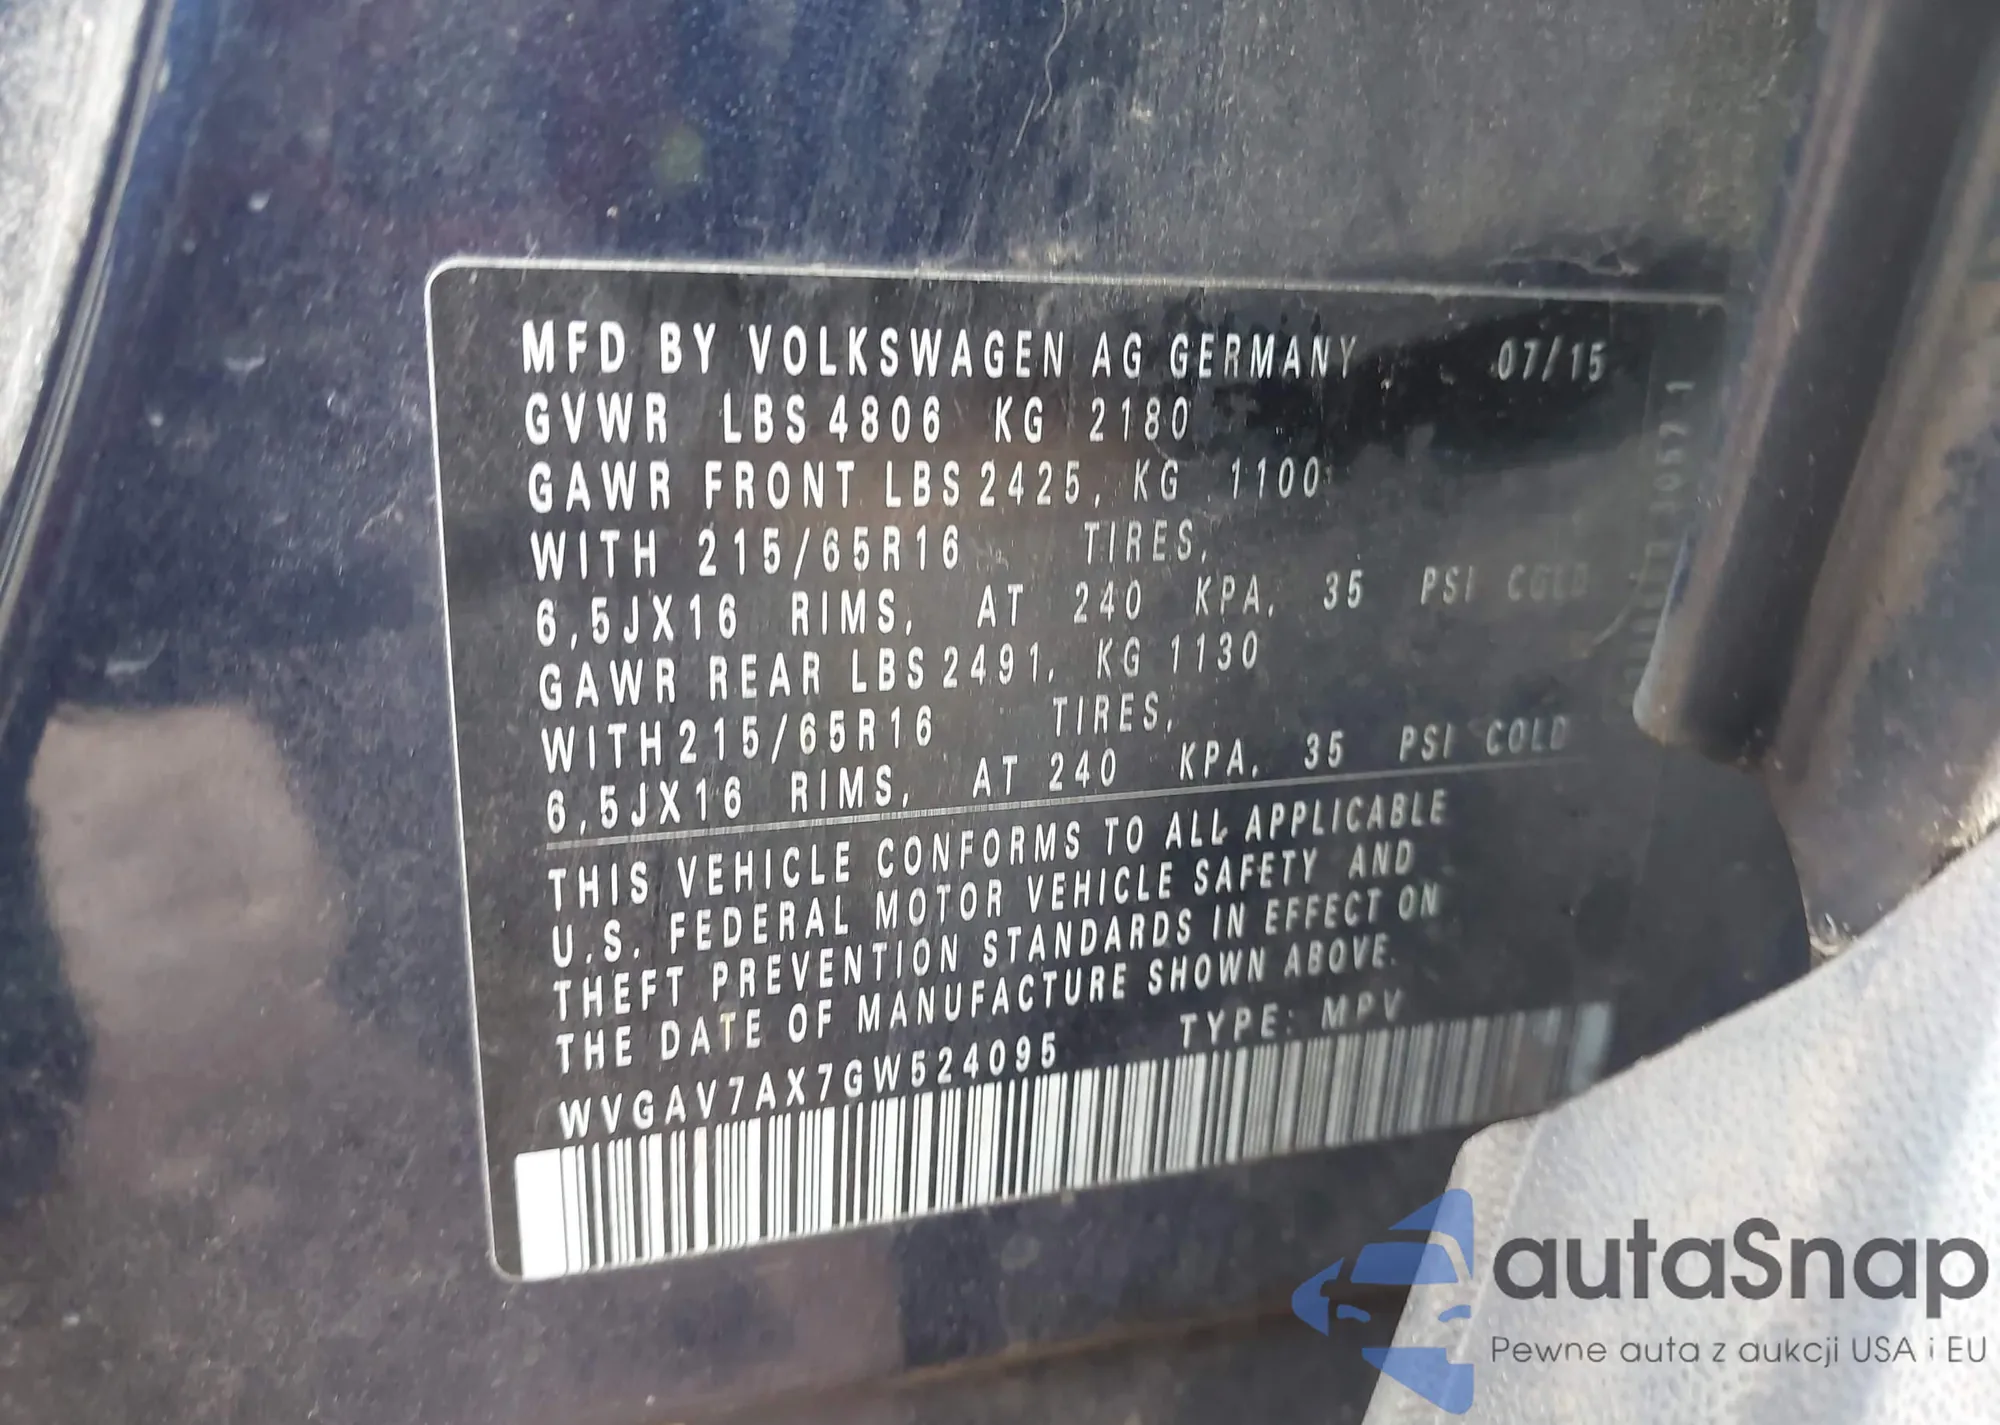 MFD BY VOLKSWAGEN AG GERMANY 07/15
GVWR LBS 4806 KG 2180
GAWR FRONT LBS 2425, KG 1100
WITH 215/65R16 TIRES,
6,5JX16 RIMS, AT 240 KPA, 35 PSI COLD
GAWR REAR LBS 2491, KG 1130
WITH 215/65R16 TIRES,
6,5JX16 RIMS, AT 240 KPA, 35 PSI COLD
THIS VEHICLE CONFORMS TO ALL APPLICABLE
U.S. FEDERAL MOTOR VEHICLE SAFETY AND
THEFT PREVENTION STANDARDS IN EFFECT ON
THE DATE OF MANUFACTURE SHOWN ABOVE.
WVGAV7AX7GW524095 TYPE: MPV
autaSnap
Pewne auta z aukcji USA i EU